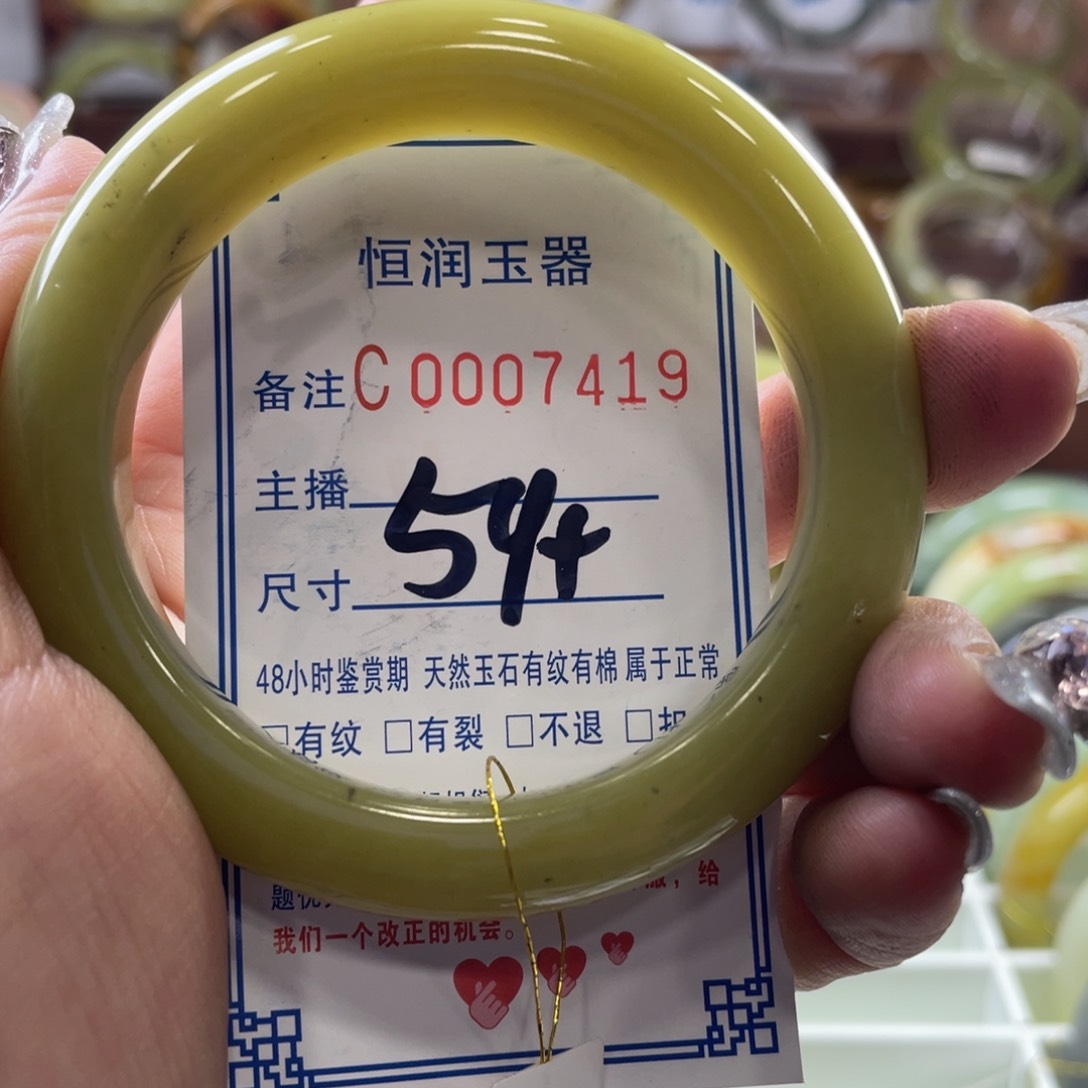 恒润玉器
备注C0007419
主播
54+
尺寸
48小时鉴赏期 天然玉石有纹有棉 属于正常
□有纹 □有裂 □不退 □
给
我们一个改正的机会。